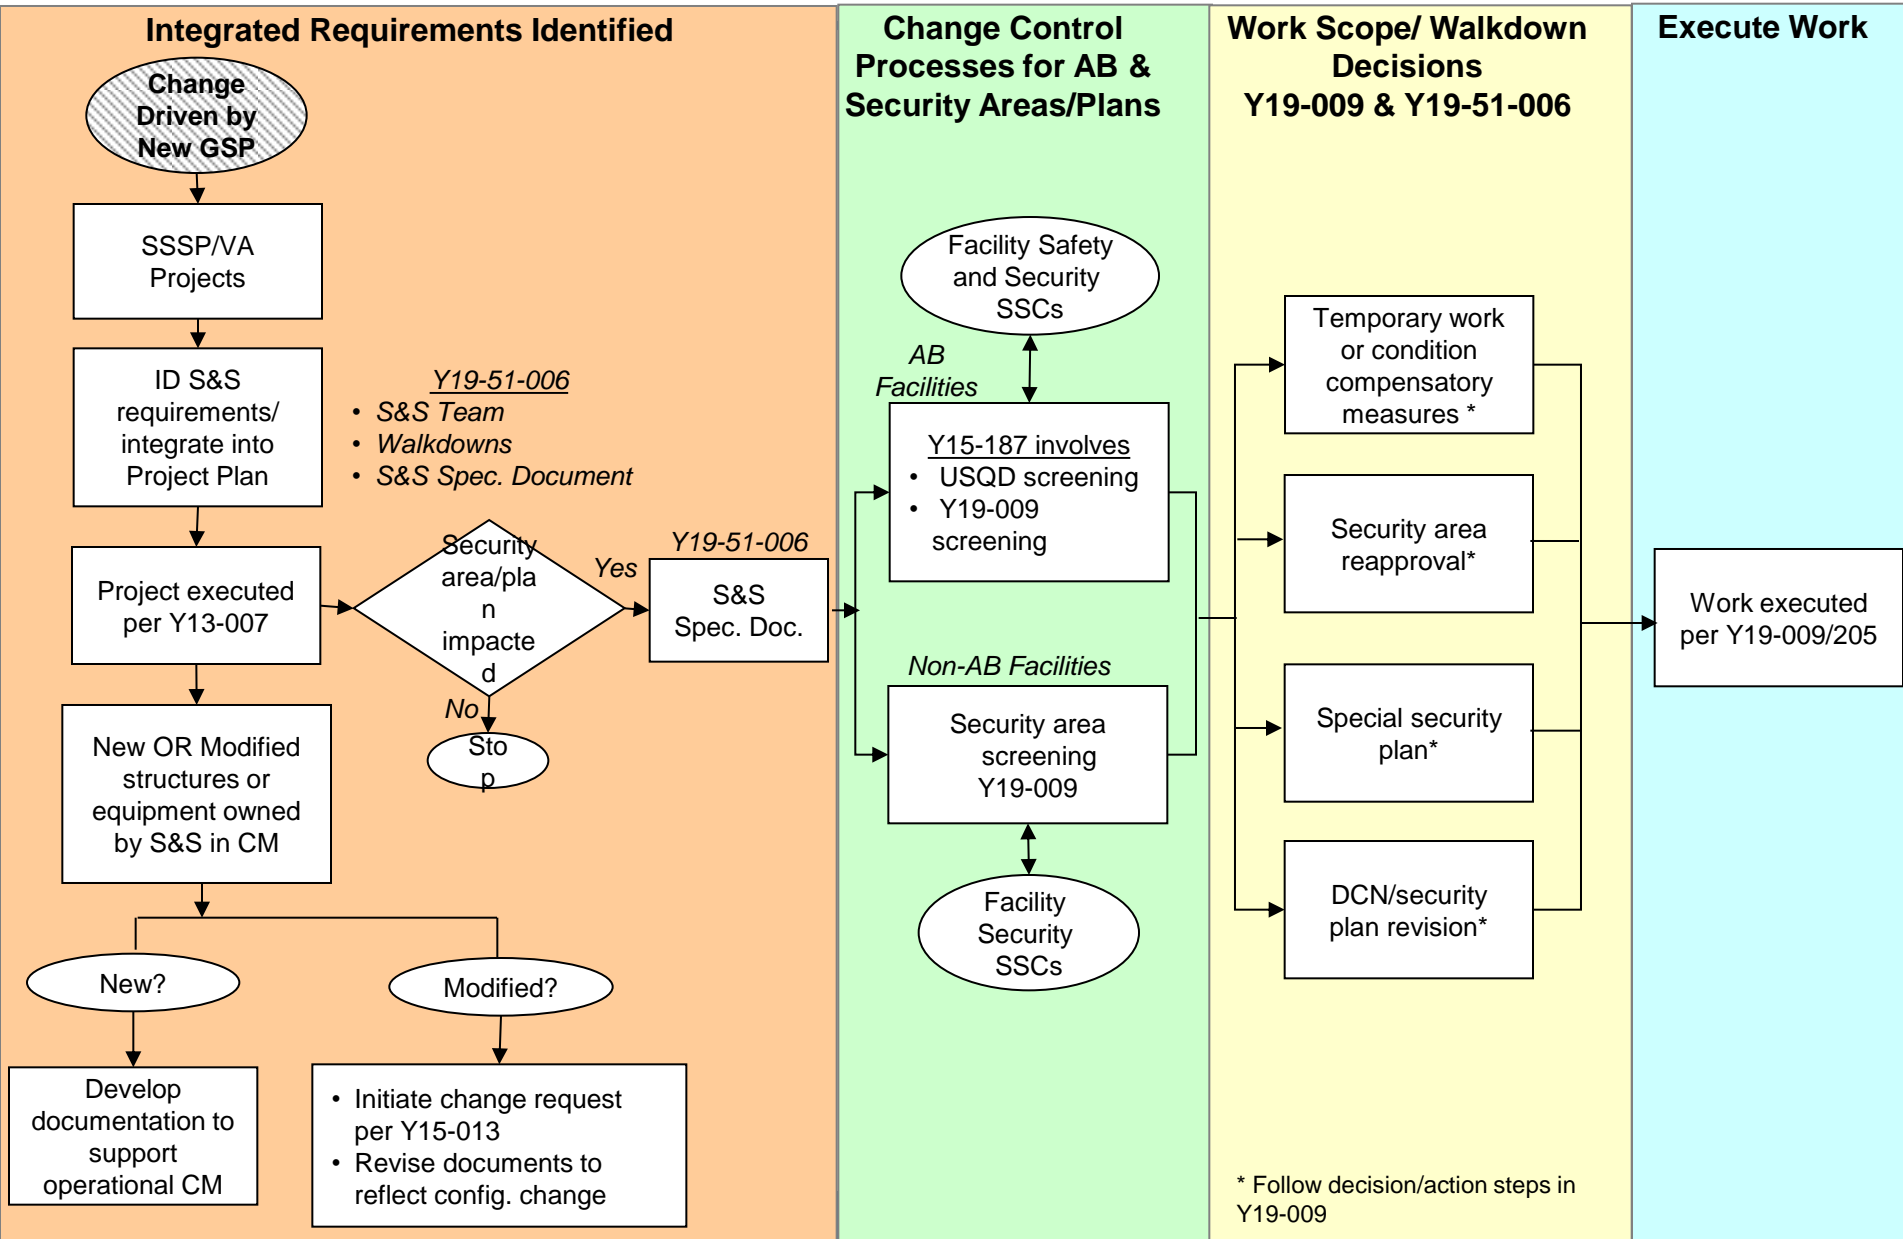 Integrated Requirements Identified
Change
Driven by
New GSP
SSSP/VA
Projects
ID S&S
requirements/
integrate into
Project Plan
Y19-51-006
• S&S Team
• Walkdowns
• S&S Spec. Document
Project executed
per Y13-007
Security
area/pla
n
impacte
d
Yes
No
Sto
p
Y19-51-006
S&S
Spec. Doc.
New OR Modified
structures or
equipment owned
by S&S in CM
New?
Modified?
Develop
documentation to
support
operational CM
• Initiate change request
per Y15-013
• Revise documents to
reflect config. change
Change Control
Processes for AB &
Security Areas/Plans
Facility Safety
and Security
SSCs
AB
Facilities
Y15-187 involves
• USQD screening
• Y19-009
screening
Non-AB Facilities
Security area
screening
Y19-009
Facility
Security
SSCs
Work Scope/ Walkdown
Decisions
Y19-009 & Y19-51-006
Temporary work
or condition
compensatory
measures *
Security area
reapproval*
Special security
plan*
DCN/security
plan revision*
* Follow decision/action steps in
Y19-009
Execute Work
Work executed
per Y19-009/205